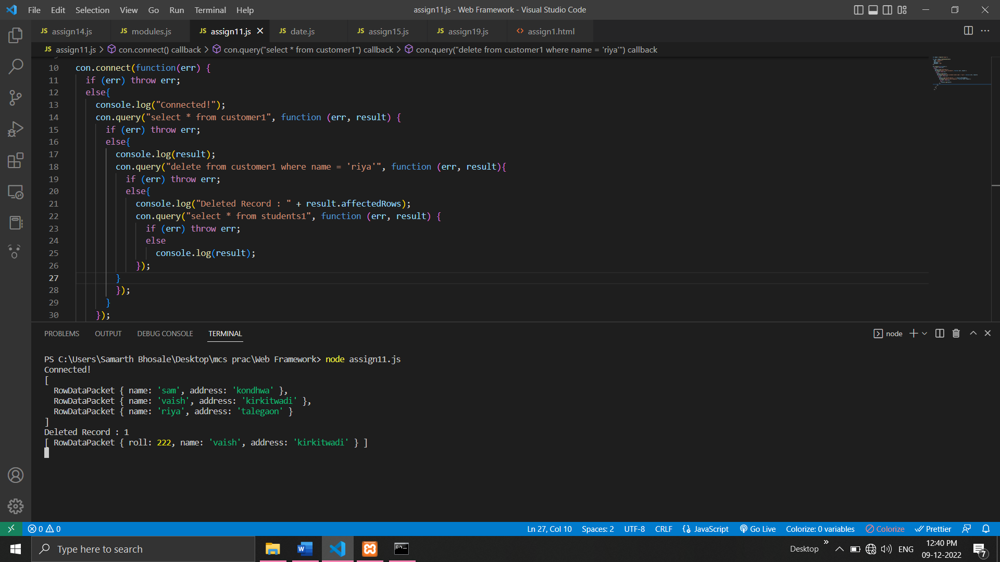 File Edit Selection View Go Run Terminal Help
assign11.js - Web Framework - Visual Studio Code
JS assign14.js
JS modules.js
JS assign11.js
JS date.js
JS assign15.js
JS assign19.js
<> assign1.html
JS assign11.js > con.connect() callback > con.query("select * from customer1") callback > con.query("delete from customer1 where name = 'riya'") callback
10 con.connect(function(err) {
11 if (err) throw err;
12 else{
13 console.log("Connected!");
14 con.query("select * from customer1", function (err, result) {
15 if (err) throw err;
16 else{
17 console.log(result);
18 con.query("delete from customer1 where name = 'riya'", function (err, result){
19 if (err) throw err;
20 else{
21 console.log("Deleted Record : " + result.affectedRows);
22 con.query("select * from students1", function (err, result) {
23 if (err) throw err;
24 else
25 console.log(result);
26 });
27 }
28 });
29 }
30 });
PROBLEMS OUTPUT DEBUG CONSOLE TERMINAL
node
PS C:\Users\Samarth Bhosale\Desktop\mcs prac\Web Framework> node assign11.js
Connected!
[
RowDataPacket { name: 'sam', address: 'kondhwa' },
RowDataPacket { name: 'vaish', address: 'kirkitwadi' },
RowDataPacket { name: 'riya', address: 'talegaon' }
]
Deleted Record : 1
[ RowDataPacket { roll: 222, name: 'vaish', address: 'kirkitwadi' } ]
0 0
Ln 27, Col 10 Spaces: 2 UTF-8 CRLF JavaScript Go Live Colorize: 0 variables Colorize Prettier
Type here to search
Desktop
ENG
12:40 PM
09-12-2022
7